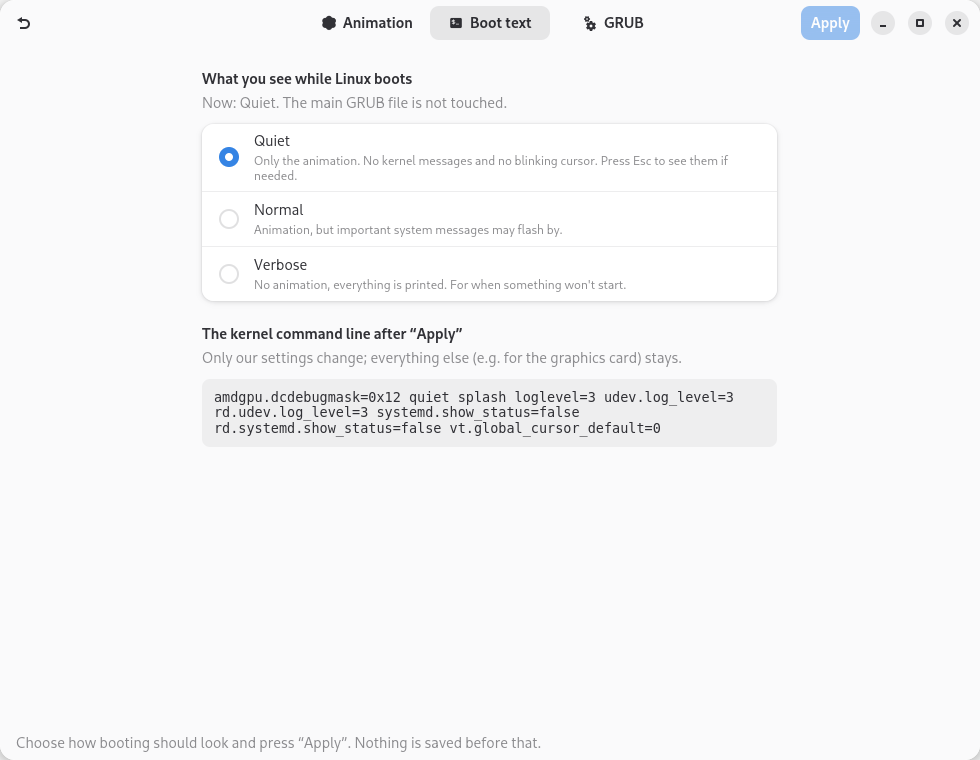 Animation
Boot text
GRUB
Apply
What you see while Linux boots
Now: Quiet. The main GRUB file is not touched.
Quiet
Only the animation. No kernel messages and no blinking cursor. Press Esc to see them if
needed.
Normal
Animation, but important system messages may flash by.
Verbose
No animation, everything is printed. For when something won't start.
The kernel command line after “Apply”
Only our settings change; everything else (e.g. for the graphics card) stays.
amdgpu.dcdebugmask=0x12 quiet splash loglevel=3 udev.log_level=3
rd.udev.log_level=3 systemd.show_status=false
rd.systemd.show_status=false vt.global_cursor_default=0
Choose how booting should look and press “Apply”. Nothing is saved before that.